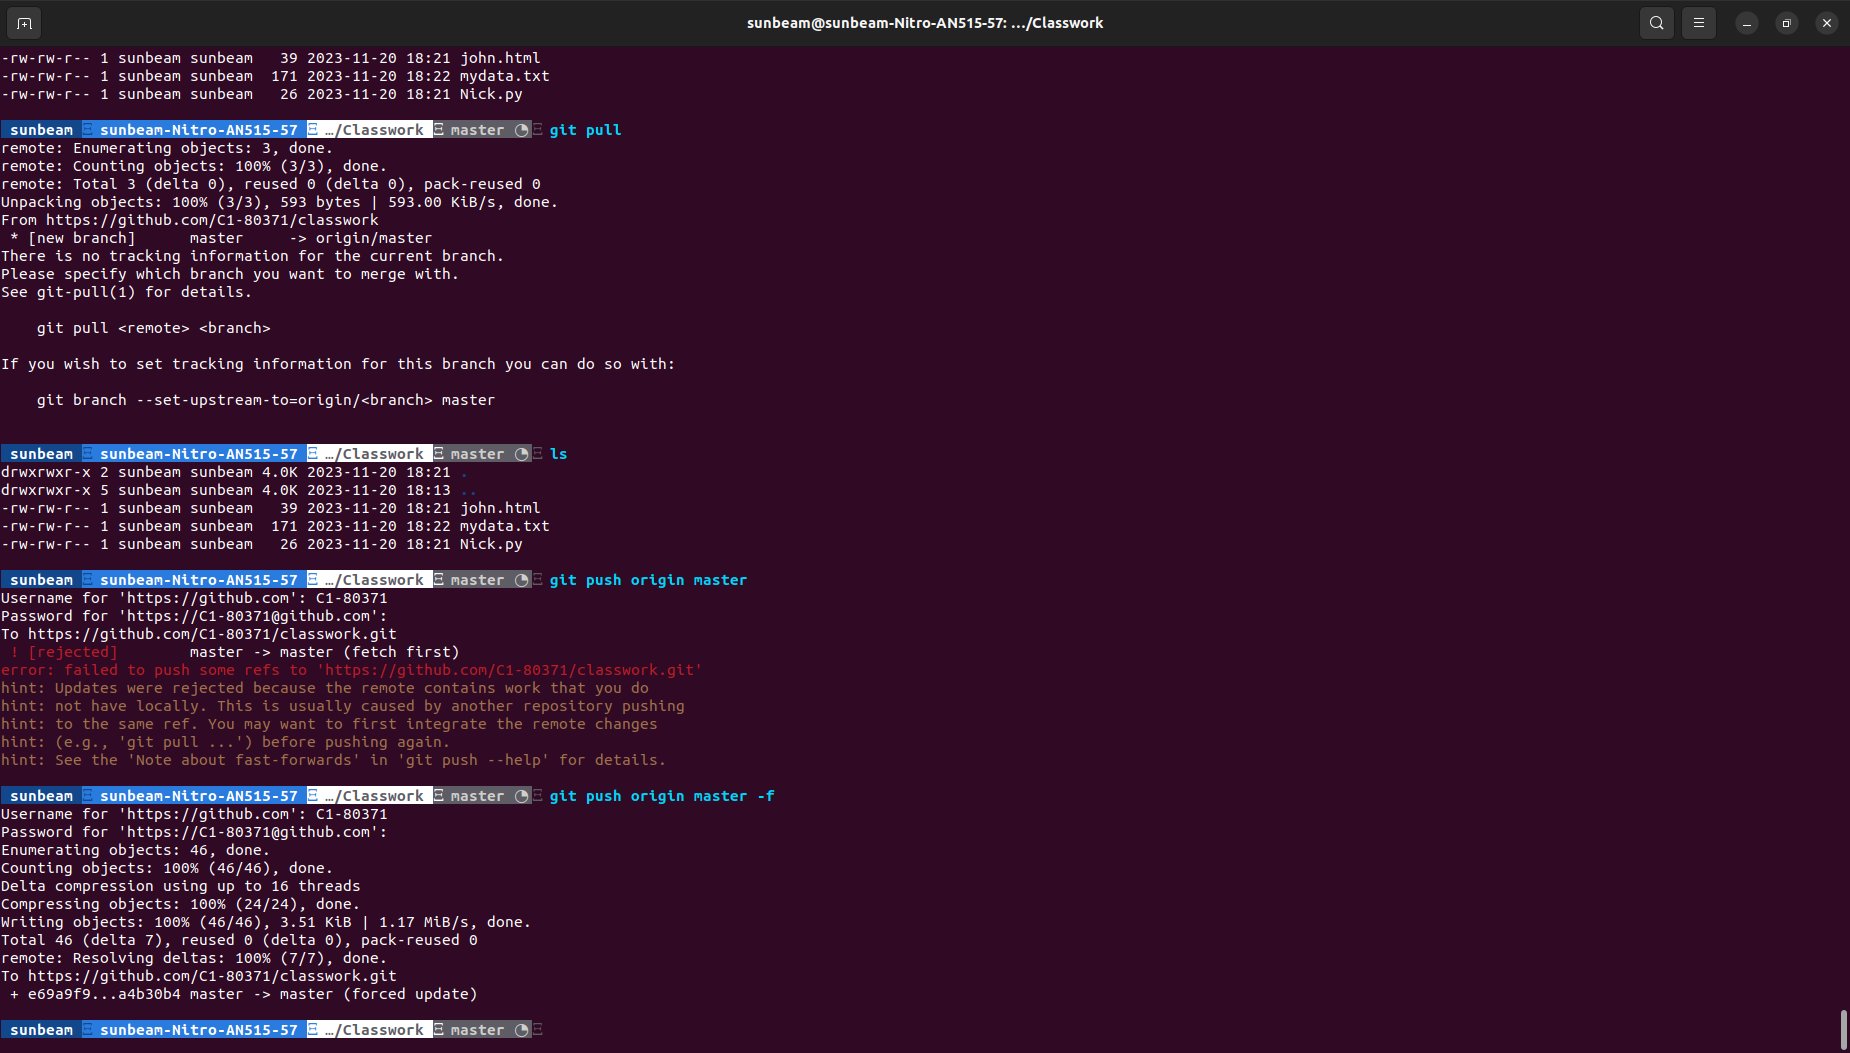 sunbeam@sunbeam-Nitro-AN515-57: …/Classwork
-rw-rw-r-- 1 sunbeam sunbeam   39 2023-11-20 18:21 john.html
-rw-rw-r-- 1 sunbeam sunbeam  171 2023-11-20 18:22 mydata.txt
-rw-rw-r-- 1 sunbeam sunbeam   26 2023-11-20 18:21 Nick.py
sunbeam sunbeam-Nitro-AN515-57 …/Classwork master git pull
remote: Enumerating objects: 3, done.
remote: Counting objects: 100% (3/3), done.
remote: Total 3 (delta 0), reused 0 (delta 0), pack-reused 0
Unpacking objects: 100% (3/3), 593 bytes | 593.00 KiB/s, done.
From https://github.com/C1-80371/classwork
 * [new branch]      master     -> origin/master
There is no tracking information for the current branch.
Please specify which branch you want to merge with.
See git-pull(1) for details.
    git pull <remote> <branch>
If you wish to set tracking information for this branch you can do so with:
    git branch --set-upstream-to=origin/<branch> master
sunbeam sunbeam-Nitro-AN515-57 …/Classwork master ls
drwxrwxr-x 2 sunbeam sunbeam 4.0K 2023-11-20 18:21 .
drwxrwxr-x 5 sunbeam sunbeam 4.0K 2023-11-20 18:13 ..
-rw-rw-r-- 1 sunbeam sunbeam   39 2023-11-20 18:21 john.html
-rw-rw-r-- 1 sunbeam sunbeam  171 2023-11-20 18:22 mydata.txt
-rw-rw-r-- 1 sunbeam sunbeam   26 2023-11-20 18:21 Nick.py
sunbeam sunbeam-Nitro-AN515-57 …/Classwork master git push origin master
Username for 'https://github.com': C1-80371
Password for 'https://C1-80371@github.com':
To https://github.com/C1-80371/classwork.git
 ! [rejected]        master -> master (fetch first)
error: failed to push some refs to 'https://github.com/C1-80371/classwork.git'
hint: Updates were rejected because the remote contains work that you do
hint: not have locally. This is usually caused by another repository pushing
hint: to the same ref. You may want to first integrate the remote changes
hint: (e.g., 'git pull ...') before pushing again.
hint: See the 'Note about fast-forwards' in 'git push --help' for details.
sunbeam sunbeam-Nitro-AN515-57 …/Classwork master git push origin master -f
Username for 'https://github.com': C1-80371
Password for 'https://C1-80371@github.com':
Enumerating objects: 46, done.
Counting objects: 100% (46/46), done.
Delta compression using up to 16 threads
Compressing objects: 100% (24/24), done.
Writing objects: 100% (46/46), 3.51 KiB | 1.17 MiB/s, done.
Total 46 (delta 7), reused 0 (delta 0), pack-reused 0
remote: Resolving deltas: 100% (7/7), done.
To https://github.com/C1-80371/classwork.git
 + e69a9f9...a4b30b4 master -> master (forced update)
sunbeam sunbeam-Nitro-AN515-57 …/Classwork master